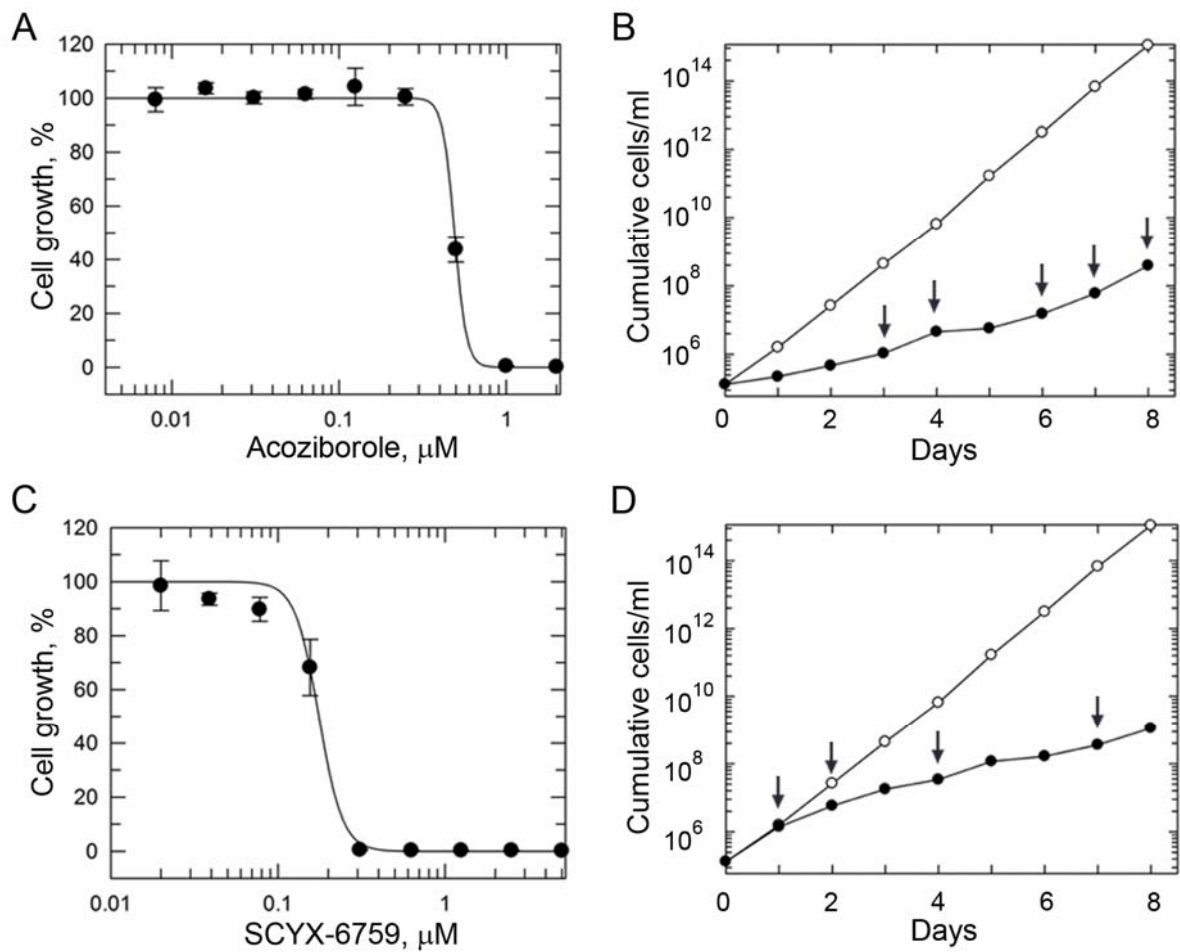 A
120
100
80
60
40
20
0
Cell growth, %
0.01 0.1 1
Acoziborole, μM
B
10^14
10^12
10^10
10^8
10^6
Cumulative cells/ml
0 2 4 6 8
Days
C
120
100
80
60
40
20
0
Cell growth, %
0.01 0.1 1
SCYX-6759, μM
D
10^14
10^12
10^10
10^8
10^6
Cumulative cells/ml
0 2 4 6 8
Days